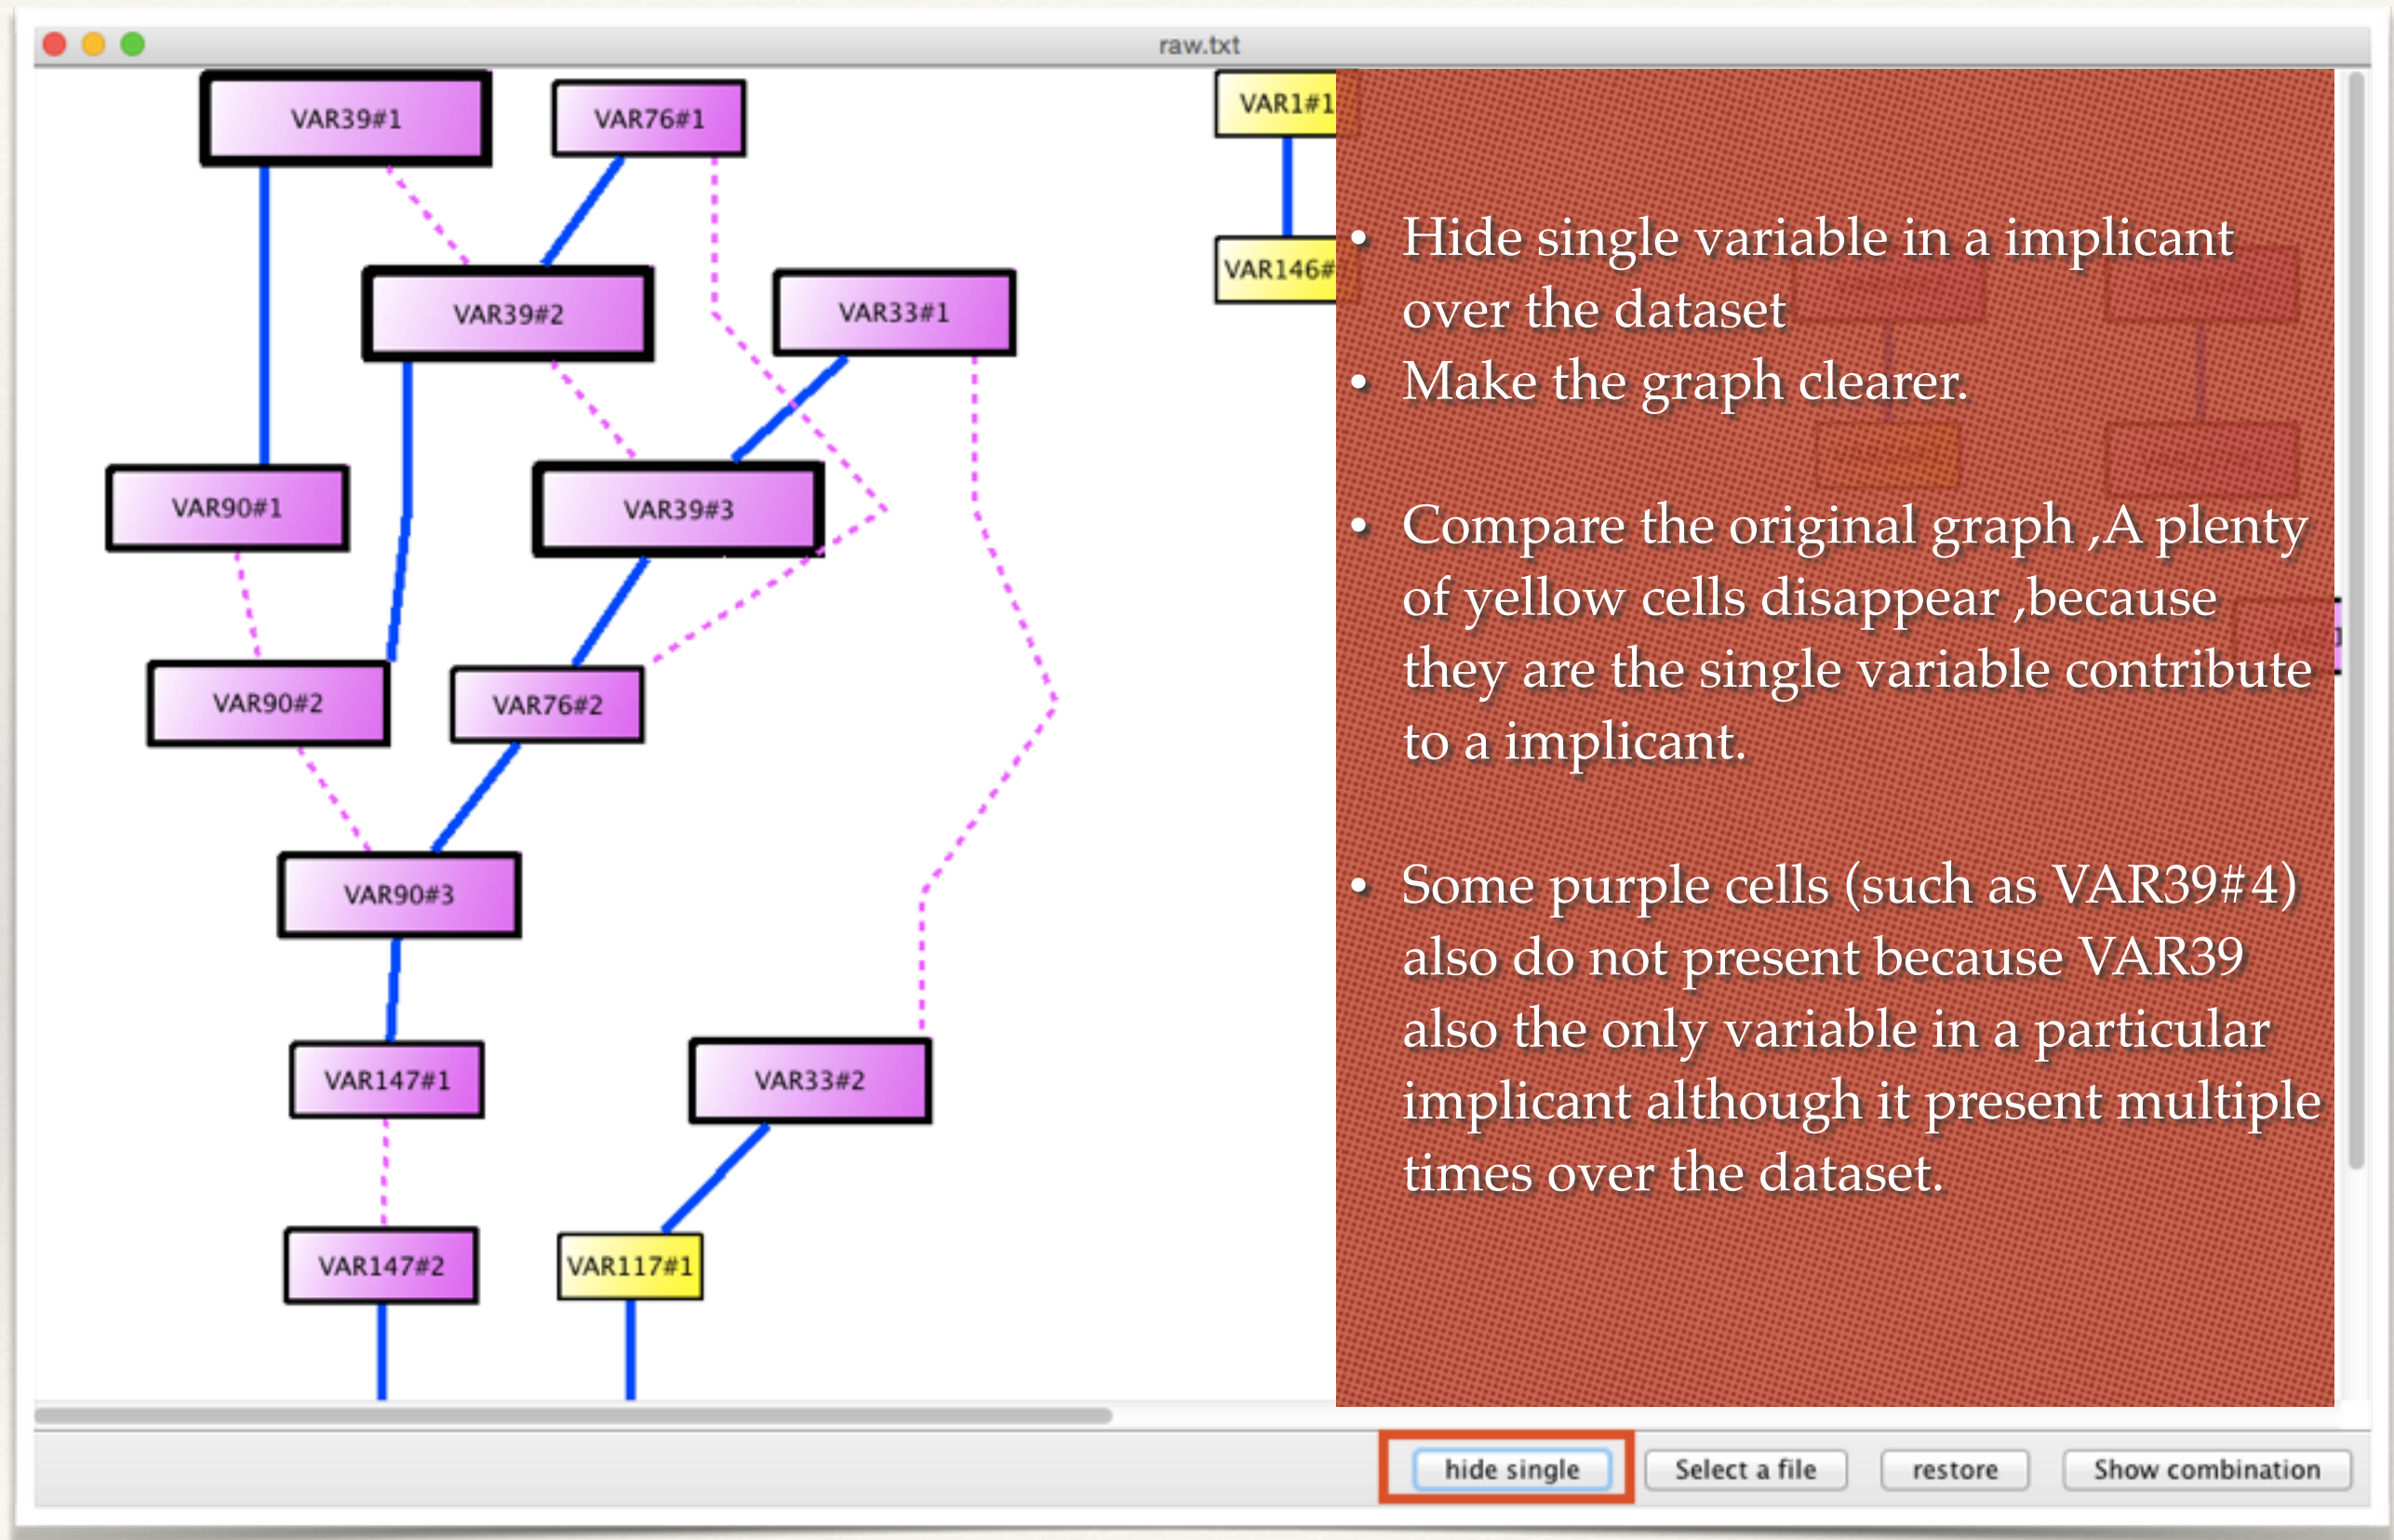 raw.txt
VAR39#1
VAR76#1
VAR1#1
VAR39#2
VAR33#1
VAR146#
VAR90#1
VAR39#3
VAR90#2
VAR76#2
VAR90#3
VAR147#1
VAR33#2
VAR147#2
VAR117#1
• Hide single variable in a implicant
over the dataset
• Make the graph clearer.
• Compare the original graph ,A plenty
of yellow cells disappear ,because
they are the single variable contribute
to a implicant.
• Some purple cells (such as VAR39#4)
also do not present because VAR39
also the only variable in a particular
implicant although it present multiple
times over the dataset.
hide single
Select a file
restore
Show combination